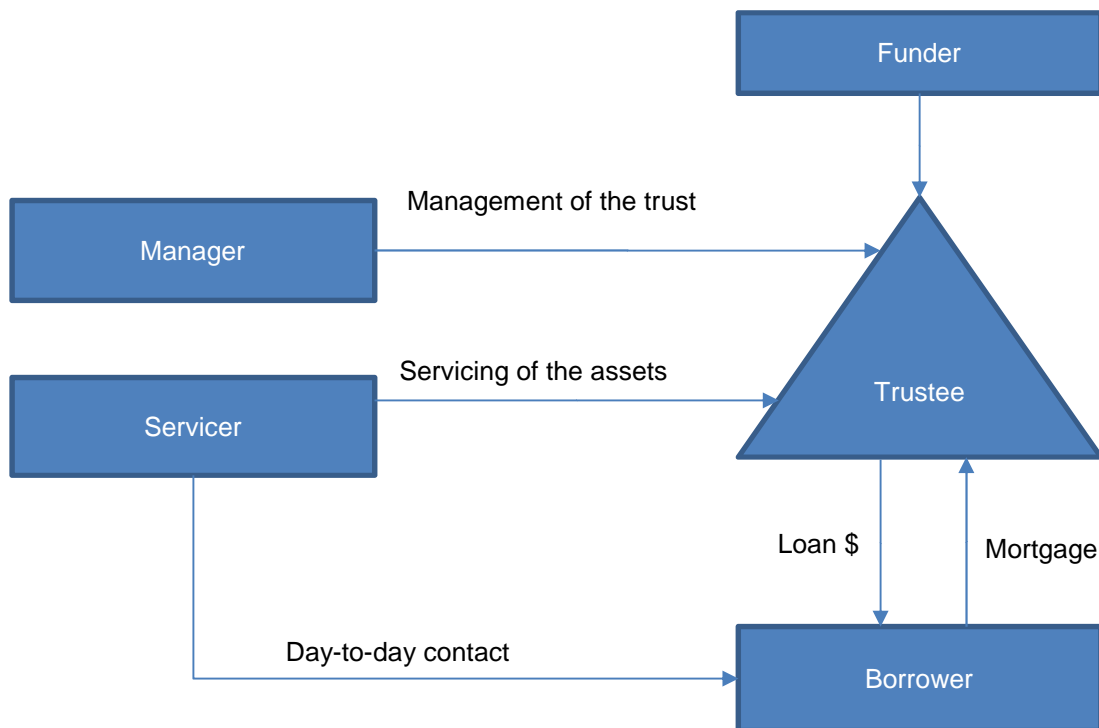 Funder
Management of the trust
Manager
Servicing of the assets
Trustee
Servicer
Loan $
Mortgage
Day-to-day contact
Borrower